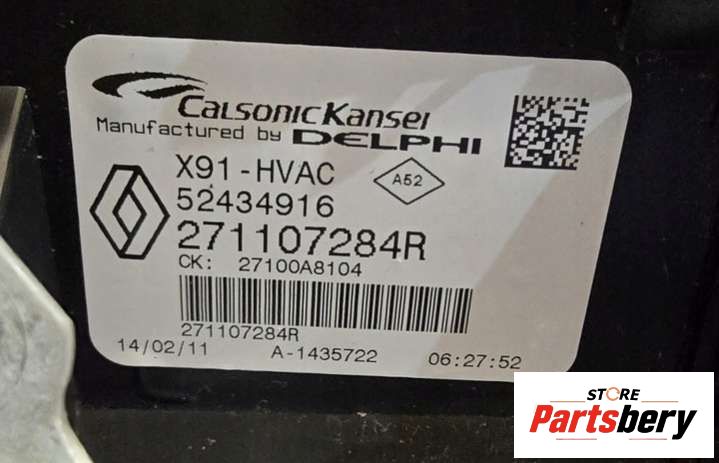 CalsonicKansei
Manufactured by DELPHI
X91-HVAC
A52
52434916
271107284R
CK: 27100A8104
271107284R
14/02/11 A-1435722 06:27:52
STORE
Partsbery